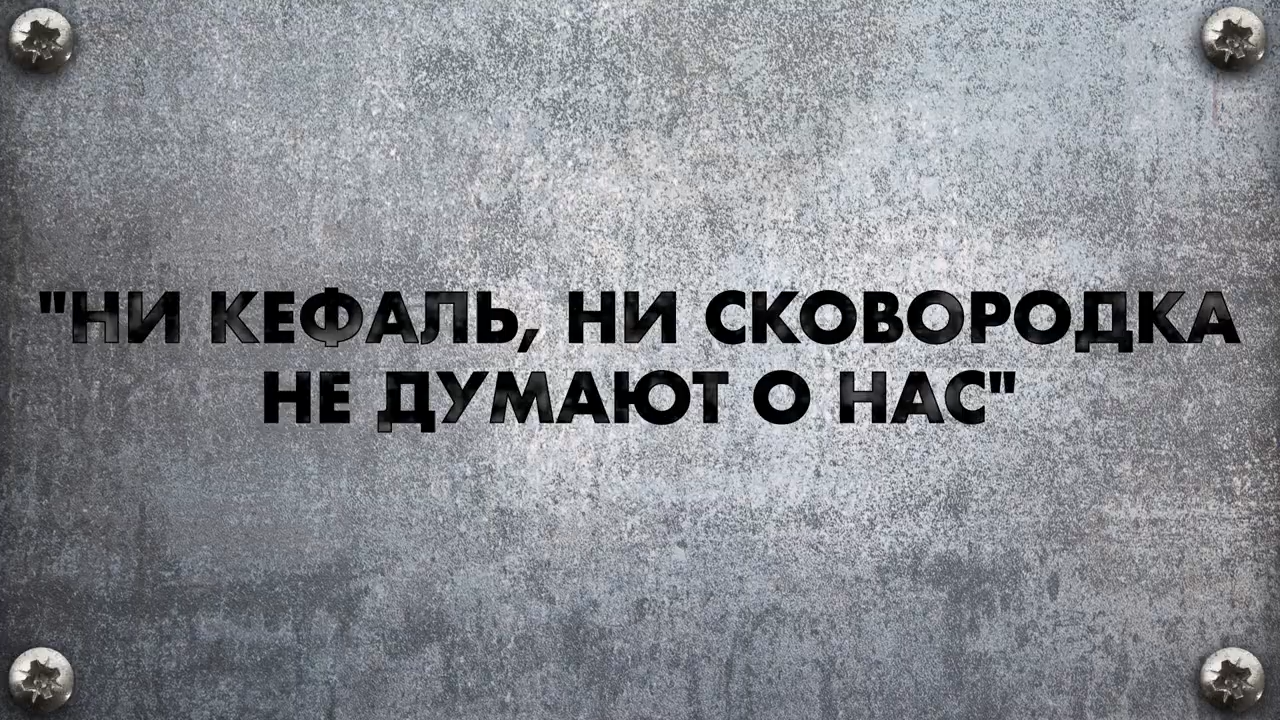 "НИ КЕФАЛЬ, НИ СКОВОРОДКА
НЕ ДУМАЮТ О НАС"